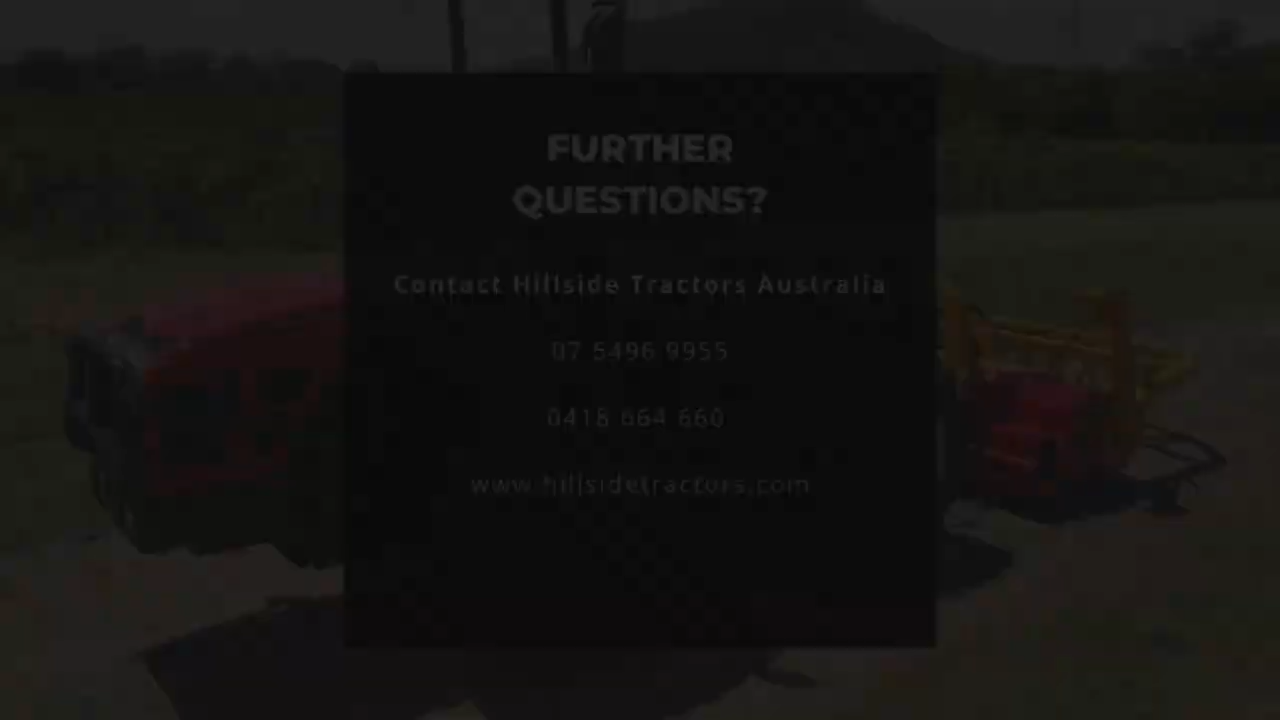 FURTHER
QUESTIONS?
Contact Hillside Tractors Australia
07 5496 9955
0418 664 660
www.hillsidetractors.com